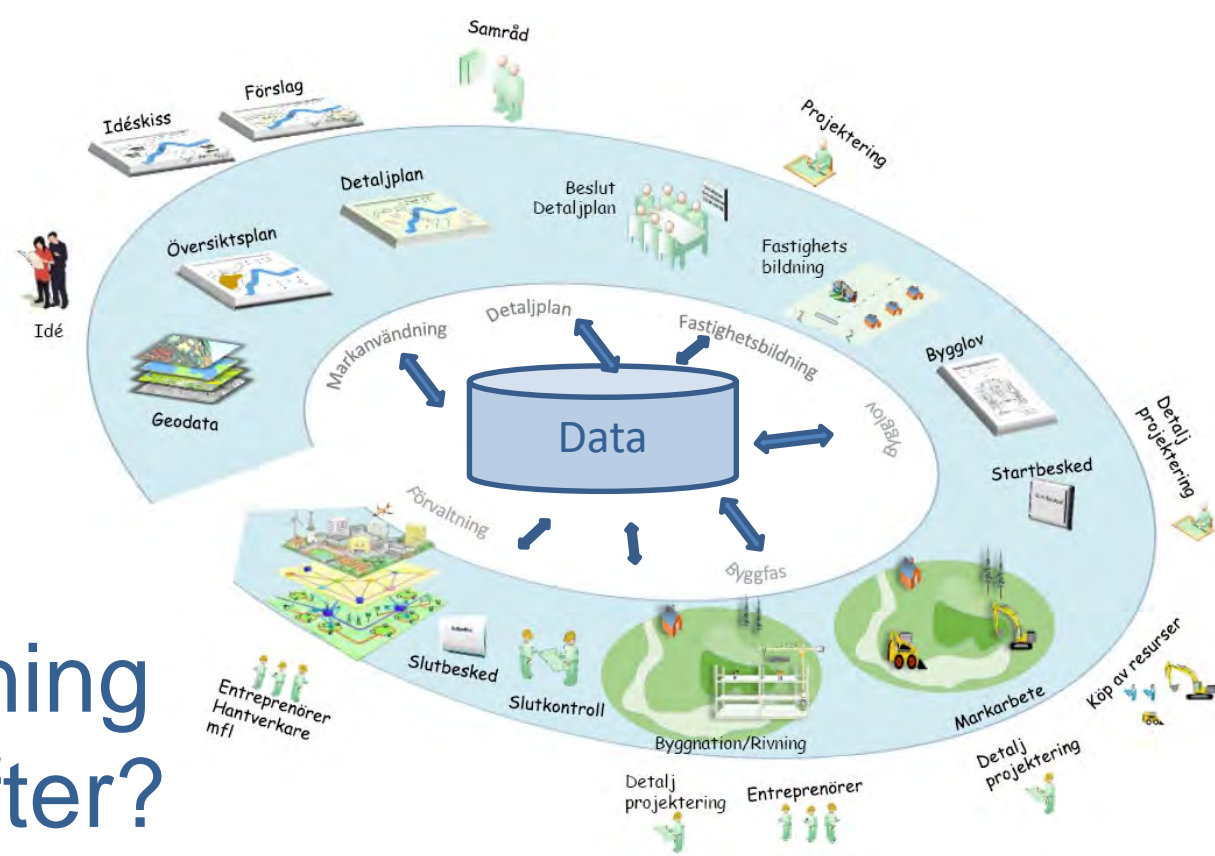 Samråd
Förslag
Idéskiss
Projektering
Detaljplan
Beslut
Detaljplan
Översiktsplan
Fastighets
bildning
Idé
Detaljplan
Fastighetsbildning
Markanvändning
Bygglov
Geodata
Data
Bygglov
Detalj
projektering
Startbesked
Förvaltning
Byggfas
Slutbesked
Slutkontroll
Entreprenörer
Hantverkare
mfl
Byggnation/Rivning
Markarbete
Köp av resurser
Detalj
projektering
Detalj
projektering
Entreprenörer
ning
fter?